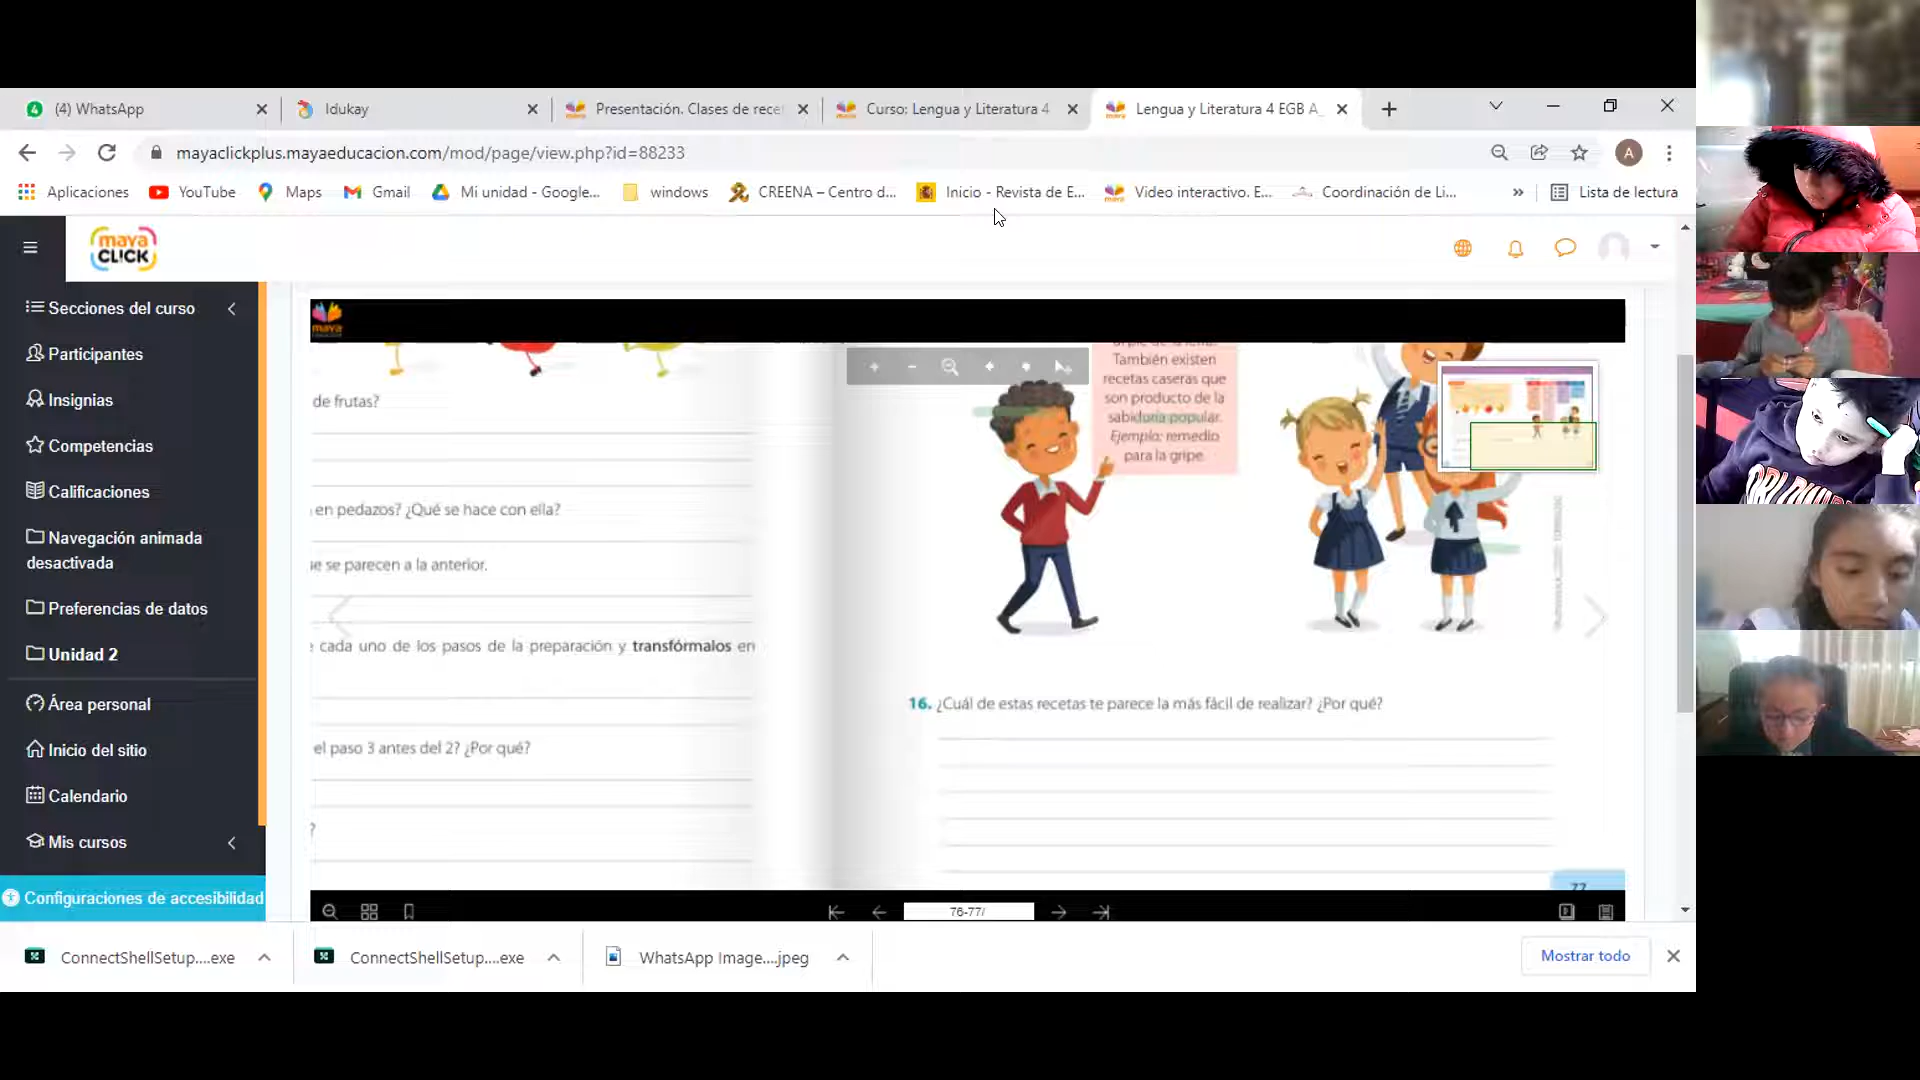 (4) WhatsApp
Idukay
Presentación. Clases de rece
Curso: Lengua y Literatura 4
Lengua y Literatura 4 EGB A_
mayaclickplus.mayaeducacion.com/mod/page/view.php?id=88233
A
Aplicaciones
YouTube
Maps
Gmail
Mi unidad - Google...
windows
CREENA – Centro d...
Inicio - Revista de E...
Video interactivo. E...
Coordinación de Li...
»
Lista de lectura
maya
CLICK
Secciones del curso
Participantes
Insignias
Competencias
Calificaciones
Navegación animada
desactivada
Preferencias de datos
Unidad 2
Área personal
Inicio del sitio
Calendario
Mis cursos
Configuraciones de accesibilidad
maya
de frutas?
en pedazos? ¿Qué se hace con ella?
ue se parecen a la anterior.
cada uno de los pasos de la preparación y transfórmalos en
el paso 3 antes del 2? ¿Por qué?
?
También existen
recetas caseras que
son producto de la
sabiduría popular.
Ejemplo: remedio
para la gripe.
16. ¿Cuál de estas recetas te parece la más fácil de realizar? ¿Por qué?
77
76-77/
ConnectShellSetup....exe
ConnectShellSetup....exe
WhatsApp Image....jpeg
Mostrar todo